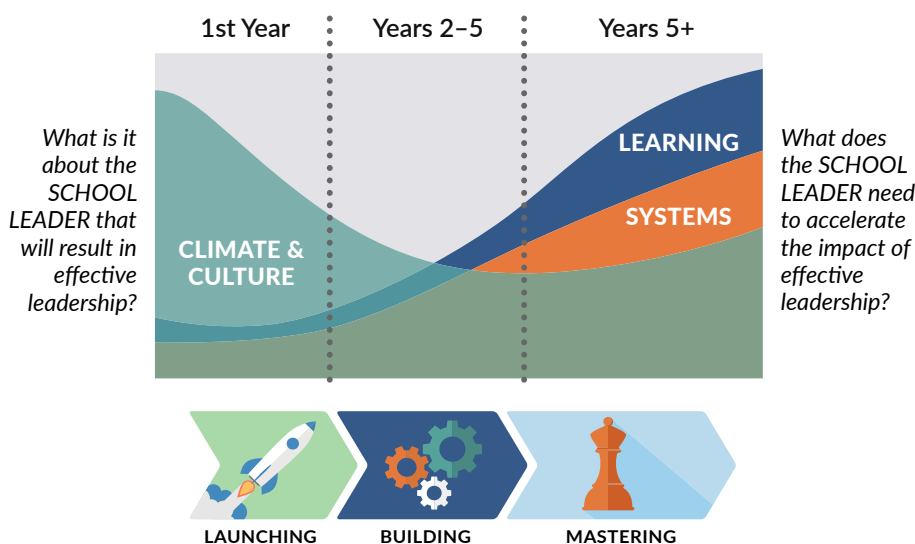 1st Year
Years 2–5
Years 5+
What is it
about the
SCHOOL
LEADER that
will result in
effective
leadership?
CLIMATE &
CULTURE
LEARNING
SYSTEMS
What does
the SCHOOL
LEADER need
to accelerate
the impact of
effective
leadership?
LAUNCHING
BUILDING
MASTERING